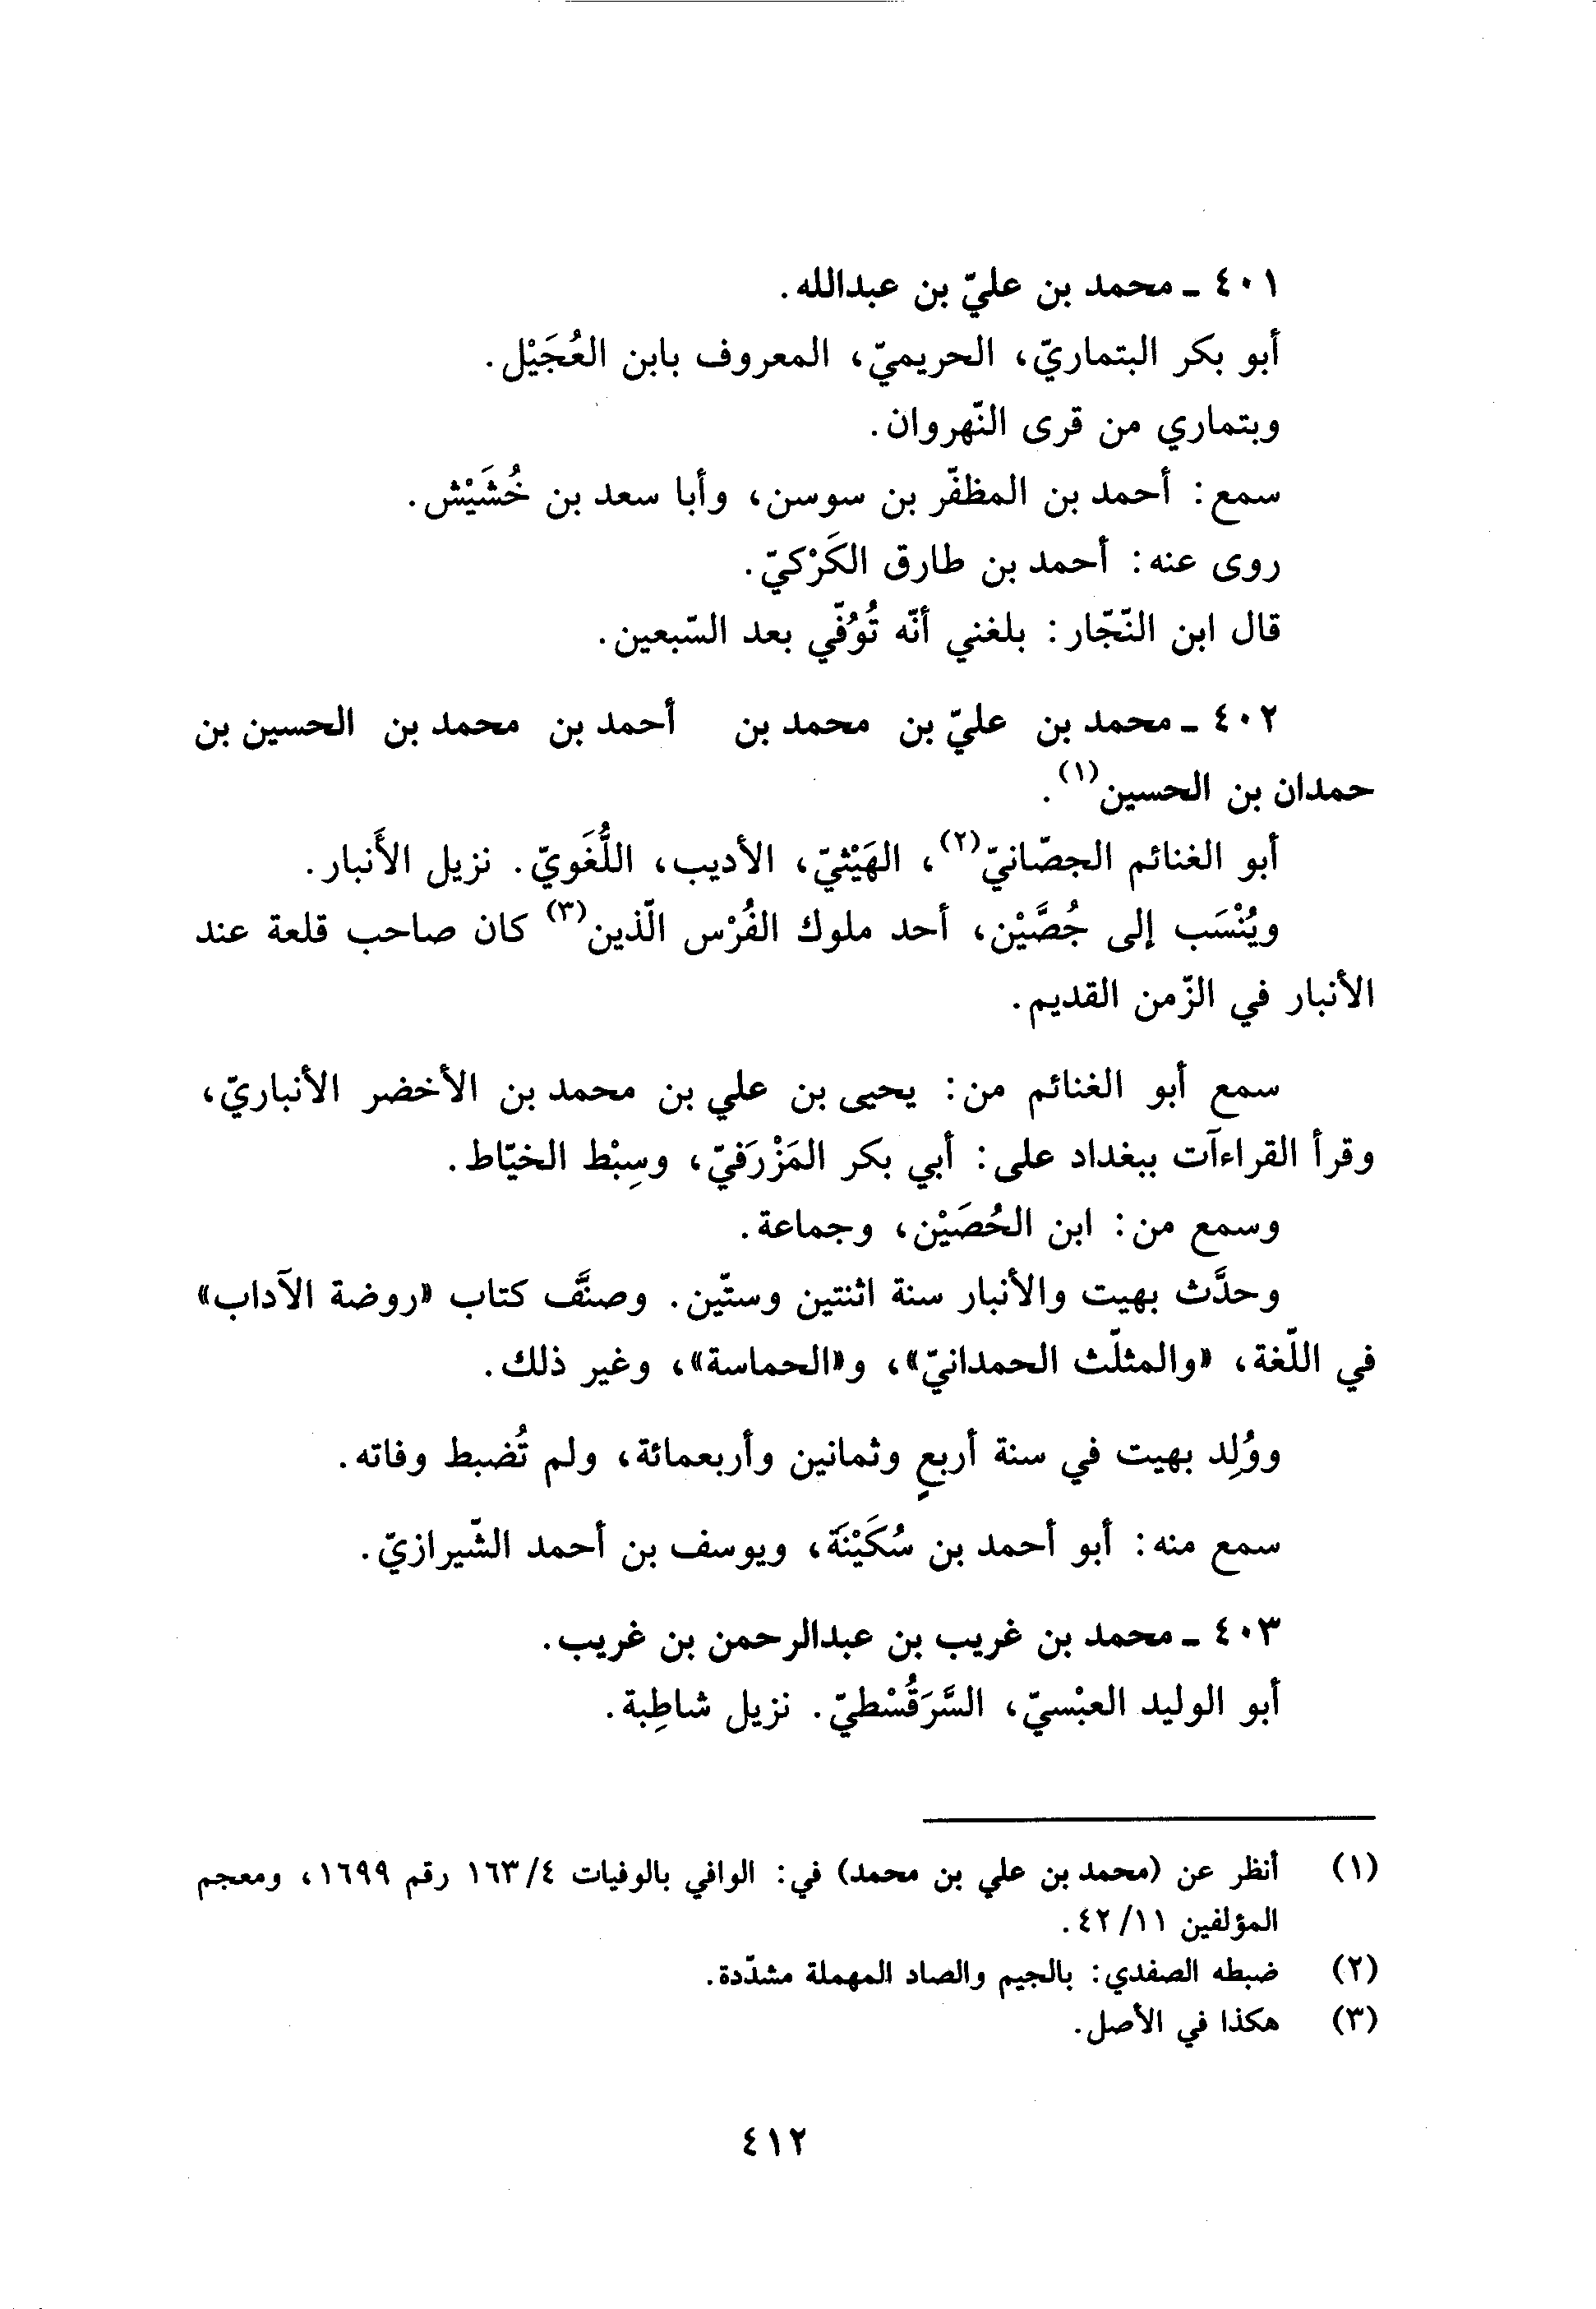 ٤٠١ ـ محمد بن عليّ بن عبدالله.
أبو بكر البتماريّ، الحريميّ، المعروف بابن العُجَيْل.
وبتماري من قرى النّهروان.
سمع: أحمد بن المظفّر بن سوسن، وأبا سعد بن خُشَيْش.
روى عنه: أحمد بن طارق الكَرْكيّ.
قال ابن النّجّار: بلغني أنّه تُوُفّي بعد السّبعين.
٤٠٢ ـ محمد بن عليّ بن محمد بن أحمد بن محمد بن الحسين بن
حمدان بن الحسين(١).
أبو الغنائم الجصّانيّ(٢)، الهَيْثيّ، الأديب، اللُّغَويّ. نزيل الأَنبار.
ويُنْسَب إلى جُصَّيْن، أحد ملوك الفُرْس الّذين(٣) كان صاحب قلعة عند
الأنبار في الزّمن القديم.
سمع أبو الغنائم من: يحيى بن علي بن محمد بن الأخضر الأنباريّ،
وقرأ القراءآت ببغداد على: أبي بكر المَزْرَفيّ، وسِبْط الخيّاط.
وسمع من: ابن الحُصَيْن، وجماعة.
وحدَّث بهيت والأنبار سنة اثنتين وستّين. وصنَّف كتاب «روضة الآداب»
في اللّغة، «والمثلّث الحمدانيّ»، و«الحماسة»، وغير ذلك.
ووُلِد بهيت في سنة أربعٍ وثمانين وأربعمائة، ولم تُضبط وفاته.
سمع منه: أبو أحمد بن سُكَيْنَة، ويوسف بن أحمد الشّيرازيّ.
٤٠٣ ـ محمد بن غريب بن عبدالرحمن بن غريب.
أبو الوليد العبْسيّ، السَّرَقُسْطيّ. نزيل شاطِبة.
(١) أنظر عن (محمد بن علي بن محمد) في: الوافي بالوفيات ٤/١٦٣ رقم ١٦٩٩، ومعجم
المؤلفين ١١/٤٢.
(٢) ضبطه الصفدي: بالجيم والصاد المهملة مشدّدة.
(٣) هكذا في الأصل.
٤١٢